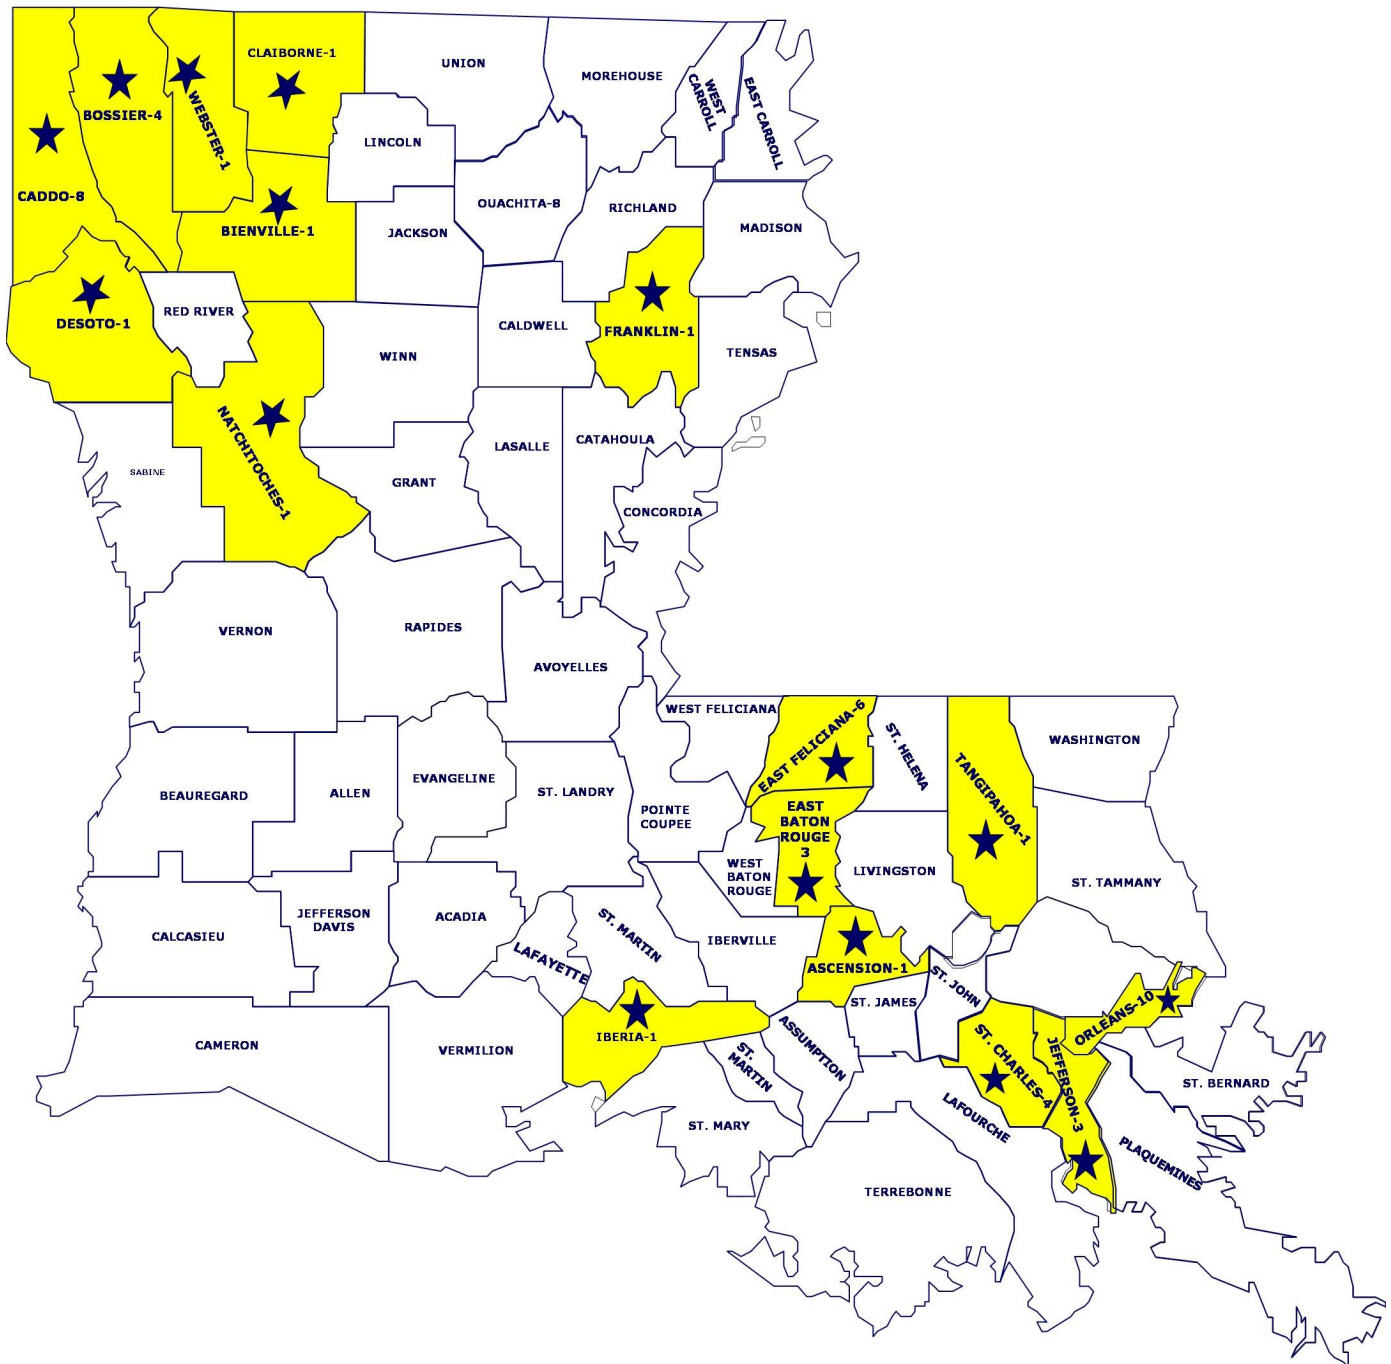 CLAIBORNE-1
UNION
MOREHOUSE
WEST
CARROLL
EAST CARROLL
BOSSIER-4
WEBSTER-1
LINCOLN
CADDO-8
BIENVILLE-1
JACKSON
OUACHITA-8
RICHLAND
MADISON
DESOTO-1
RED RIVER
WINN
CALDWELL
FRANKLIN-1
TENSAS
NATCHITOCHES-1
SABINE
GRANT
LASALLE
CATAHOULA
CONCORDIA
VERNON
RAPIDES
AVOYELLES
WEST FELICIANA
EAST FELICIANA-6
ST. HELENA
TANGIPAHOA-1
WASHINGTON
BEAUREGARD
ALLEN
EVANGELINE
ST. LANDRY
POINTE
COUPEE
EAST
BATON
ROUGE
3
WEST
BATON
ROUGE
LIVINGSTON
ST. TAMMANY
CALCASIEU
JEFFERSON
DAVIS
ACADIA
LAFAYETTE
ST. MARTIN
IBERVILLE
ASCENSION-1
ST. JAMES
ST. JOHN
CAMERON
VERMILION
IBERIA-1
ST.
MARTIN
ASSUMPTION
ST. CHARLES-4
JEFFERSON-3
ORLEANS-10
ST. BERNARD
ST. MARY
LAFOURCHE
PLAQUEMINES
TERREBONNE